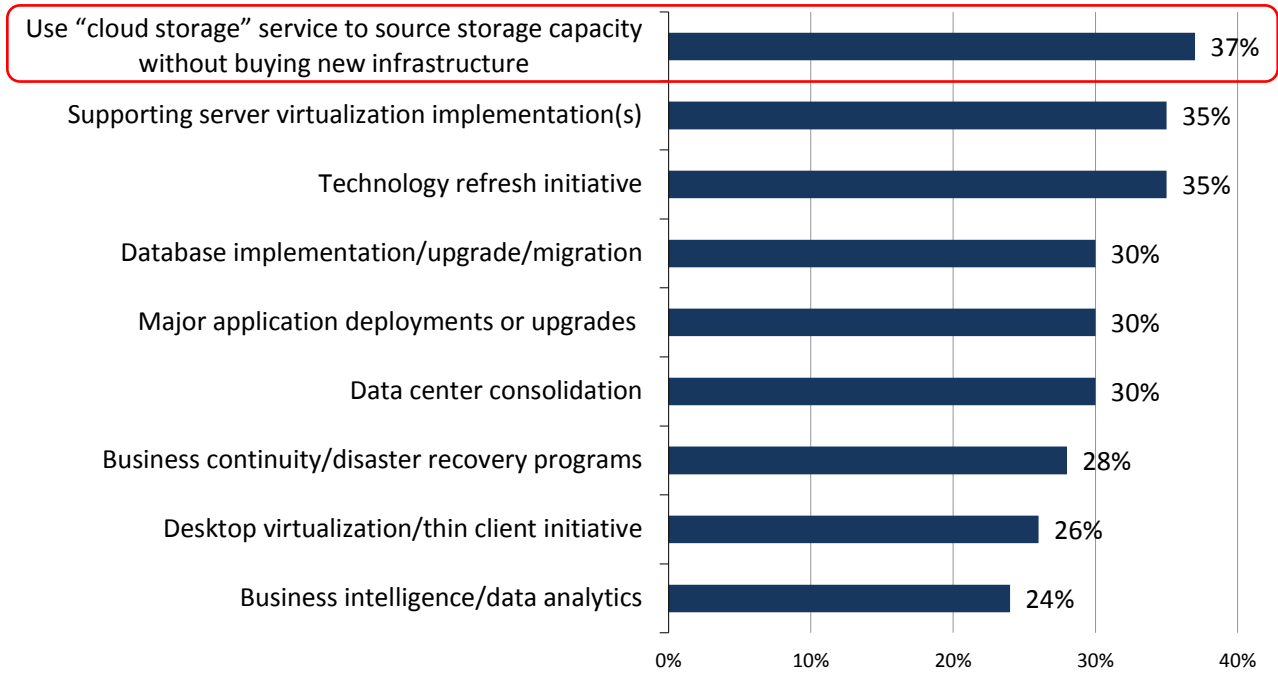 Use “cloud storage” service to source storage capacity
without buying new infrastructure
37%
Supporting server virtualization implementation(s)
35%
Technology refresh initiative
35%
Database implementation/upgrade/migration
30%
Major application deployments or upgrades
30%
Data center consolidation
30%
Business continuity/disaster recovery programs
28%
Desktop virtualization/thin client initiative
26%
Business intelligence/data analytics
24%
0%
10%
20%
30%
40%